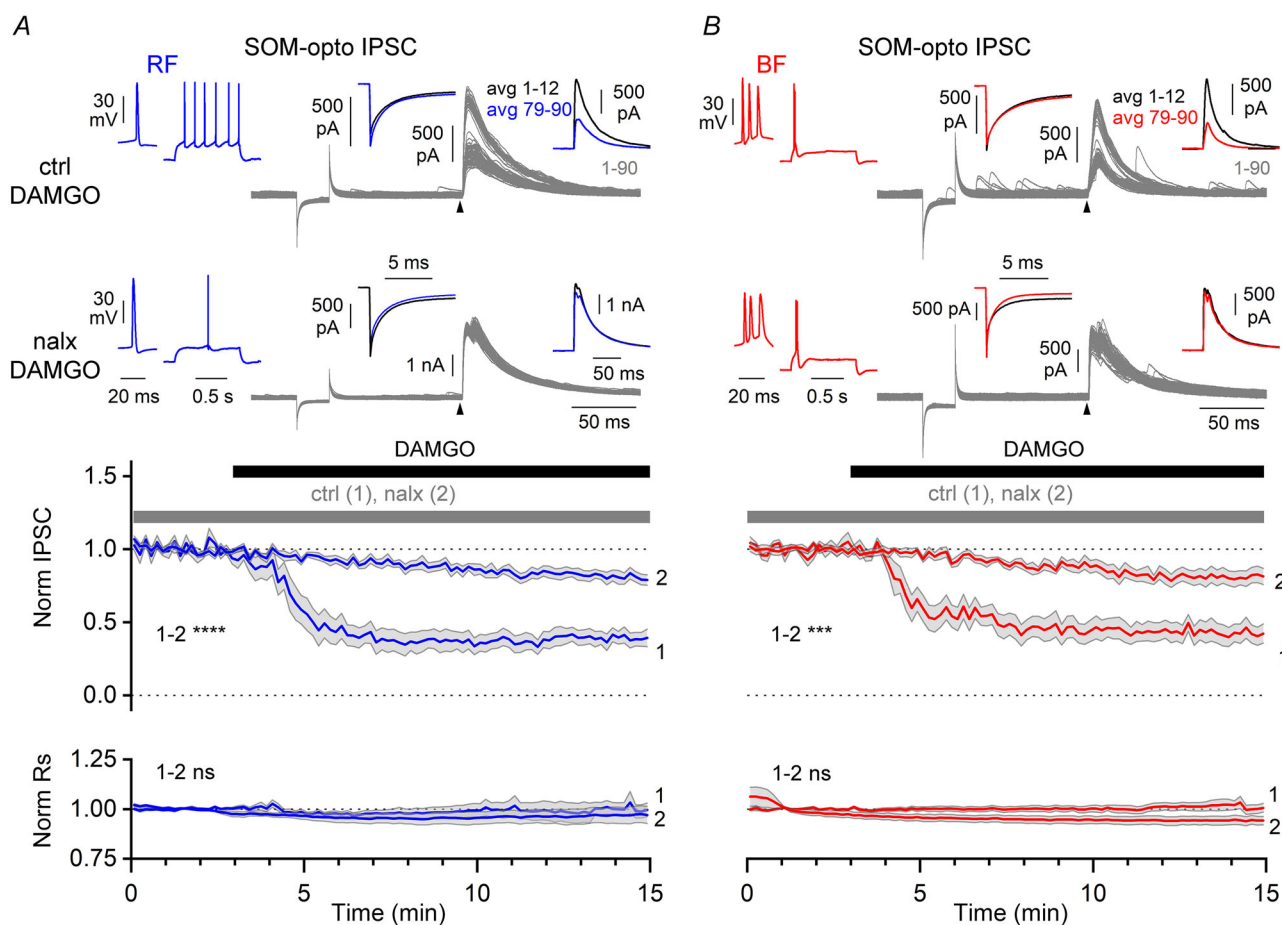 A
SOM-opto IPSC
RF
30
mV
500
pA
avg 1-12
avg 79-90
500
pA
500
pA
1-90
ctrl
DAMGO
5 ms
30
mV
500
pA
1 nA
1 nA
nalx
DAMGO
20 ms
0.5 s
50 ms
50 ms
DAMGO
ctrl (1), nalx (2)
1.5
1.0
0.5
0.0
Norm IPSC
1-2 ****
2
1
1.25
1.00
0.75
Norm Rs
1-2 ns
1
2
0
5
10
15
Time (min)
B
SOM-opto IPSC
BF
30
mV
500
pA
avg 1-12
avg 79-90
500
pA
500
pA
1-90
5 ms
30
mV
500 pA
500
pA
500
pA
20 ms
0.5 s
50 ms
DAMGO
ctrl (1), nalx (2)
1-2 ***
2
1
1-2 ns
1
2
0
5
10
15
Time (min)